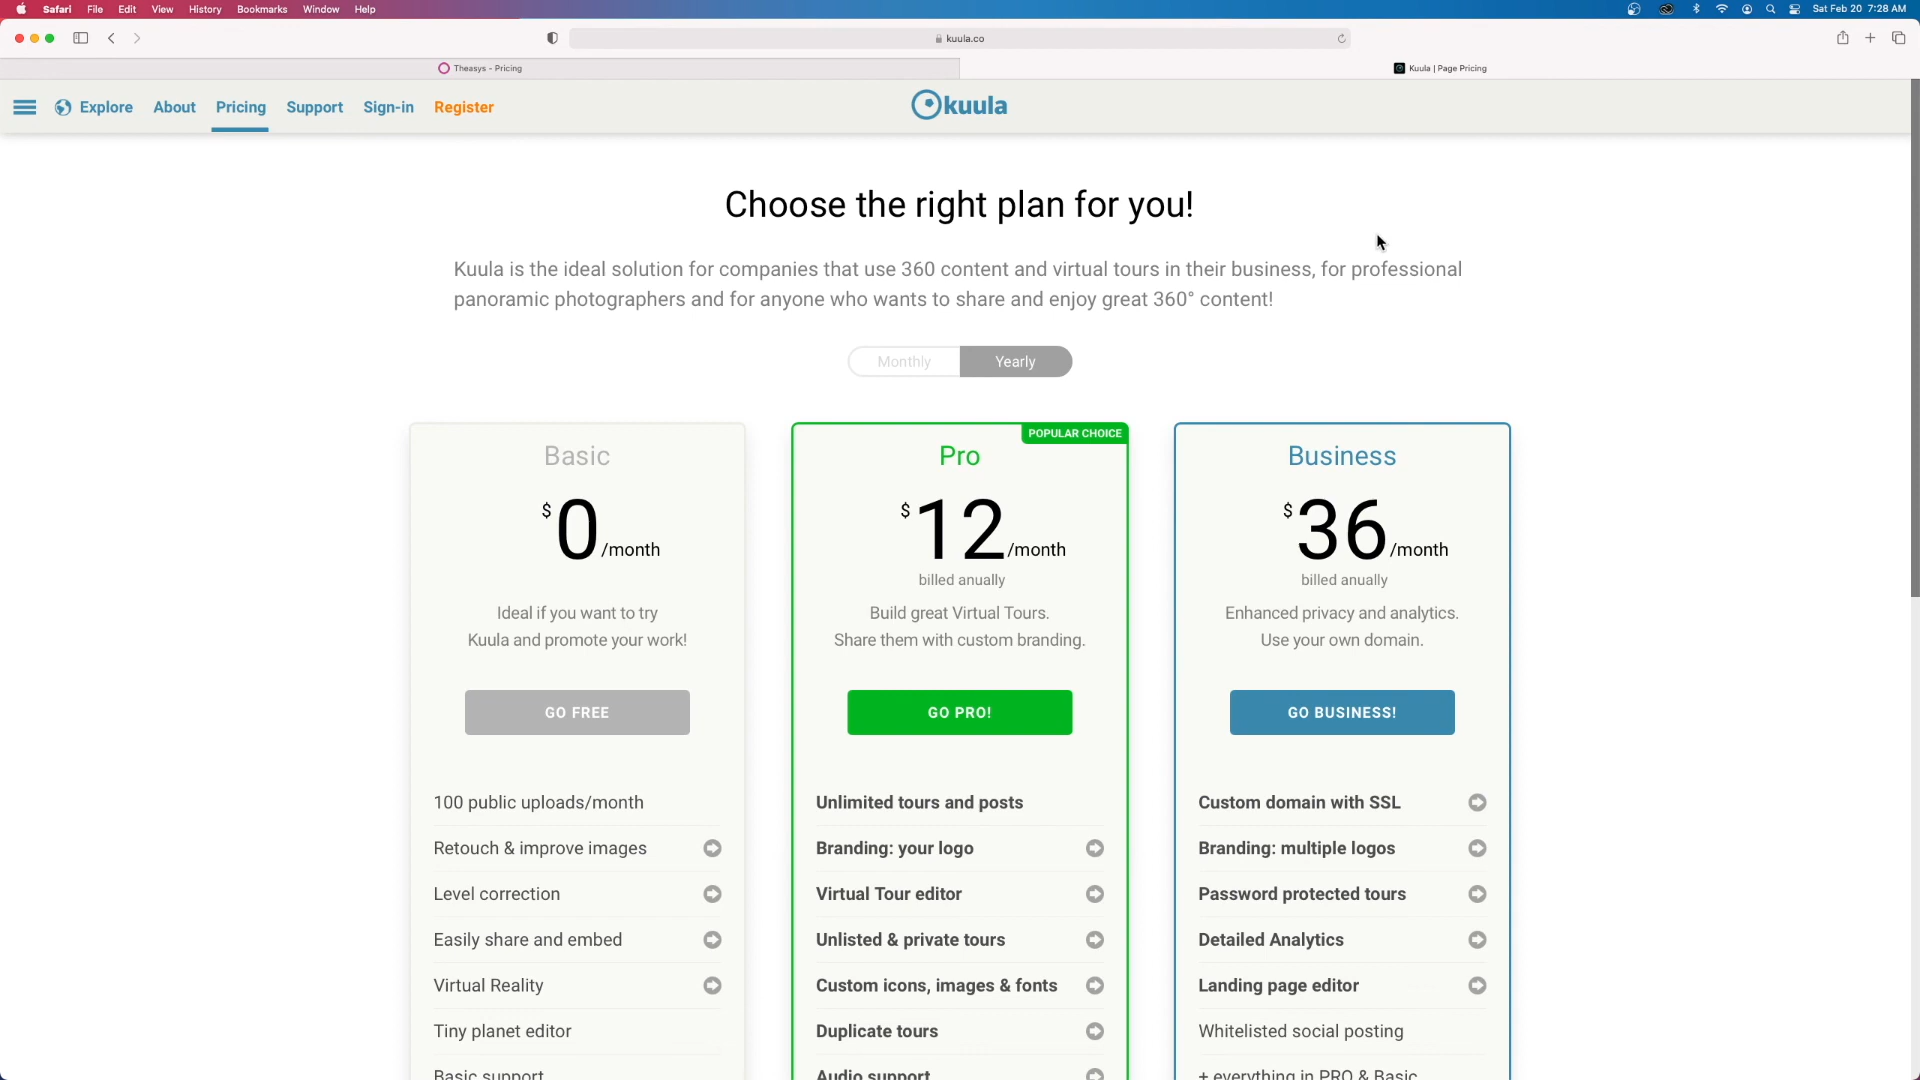 Safari File Edit View History Bookmarks Window Help
Sat Feb 20 7:28 AM
kuula.co
Theasys - Pricing
Kuula | Page Pricing
Explore About Pricing Support Sign-in Register
kuula
Choose the right plan for you!
Kuula is the ideal solution for companies that use 360 content and virtual tours in their business, for professional
panoramic photographers and for anyone who wants to share and enjoy great 360° content!
Monthly Yearly
Basic
$0/month
Ideal if you want to try
Kuula and promote your work!
GO FREE
100 public uploads/month
Retouch & improve images
Level correction
Easily share and embed
Virtual Reality
Tiny planet editor
Basic support
POPULAR CHOICE
Pro
$12/month
billed anually
Build great Virtual Tours.
Share them with custom branding.
GO PRO!
Unlimited tours and posts
Branding: your logo
Virtual Tour editor
Unlisted & private tours
Custom icons, images & fonts
Duplicate tours
Audio support
Business
$36/month
billed anually
Enhanced privacy and analytics.
Use your own domain.
GO BUSINESS!
Custom domain with SSL
Branding: multiple logos
Password protected tours
Detailed Analytics
Landing page editor
Whitelisted social posting
+ everything in PRO & Basic